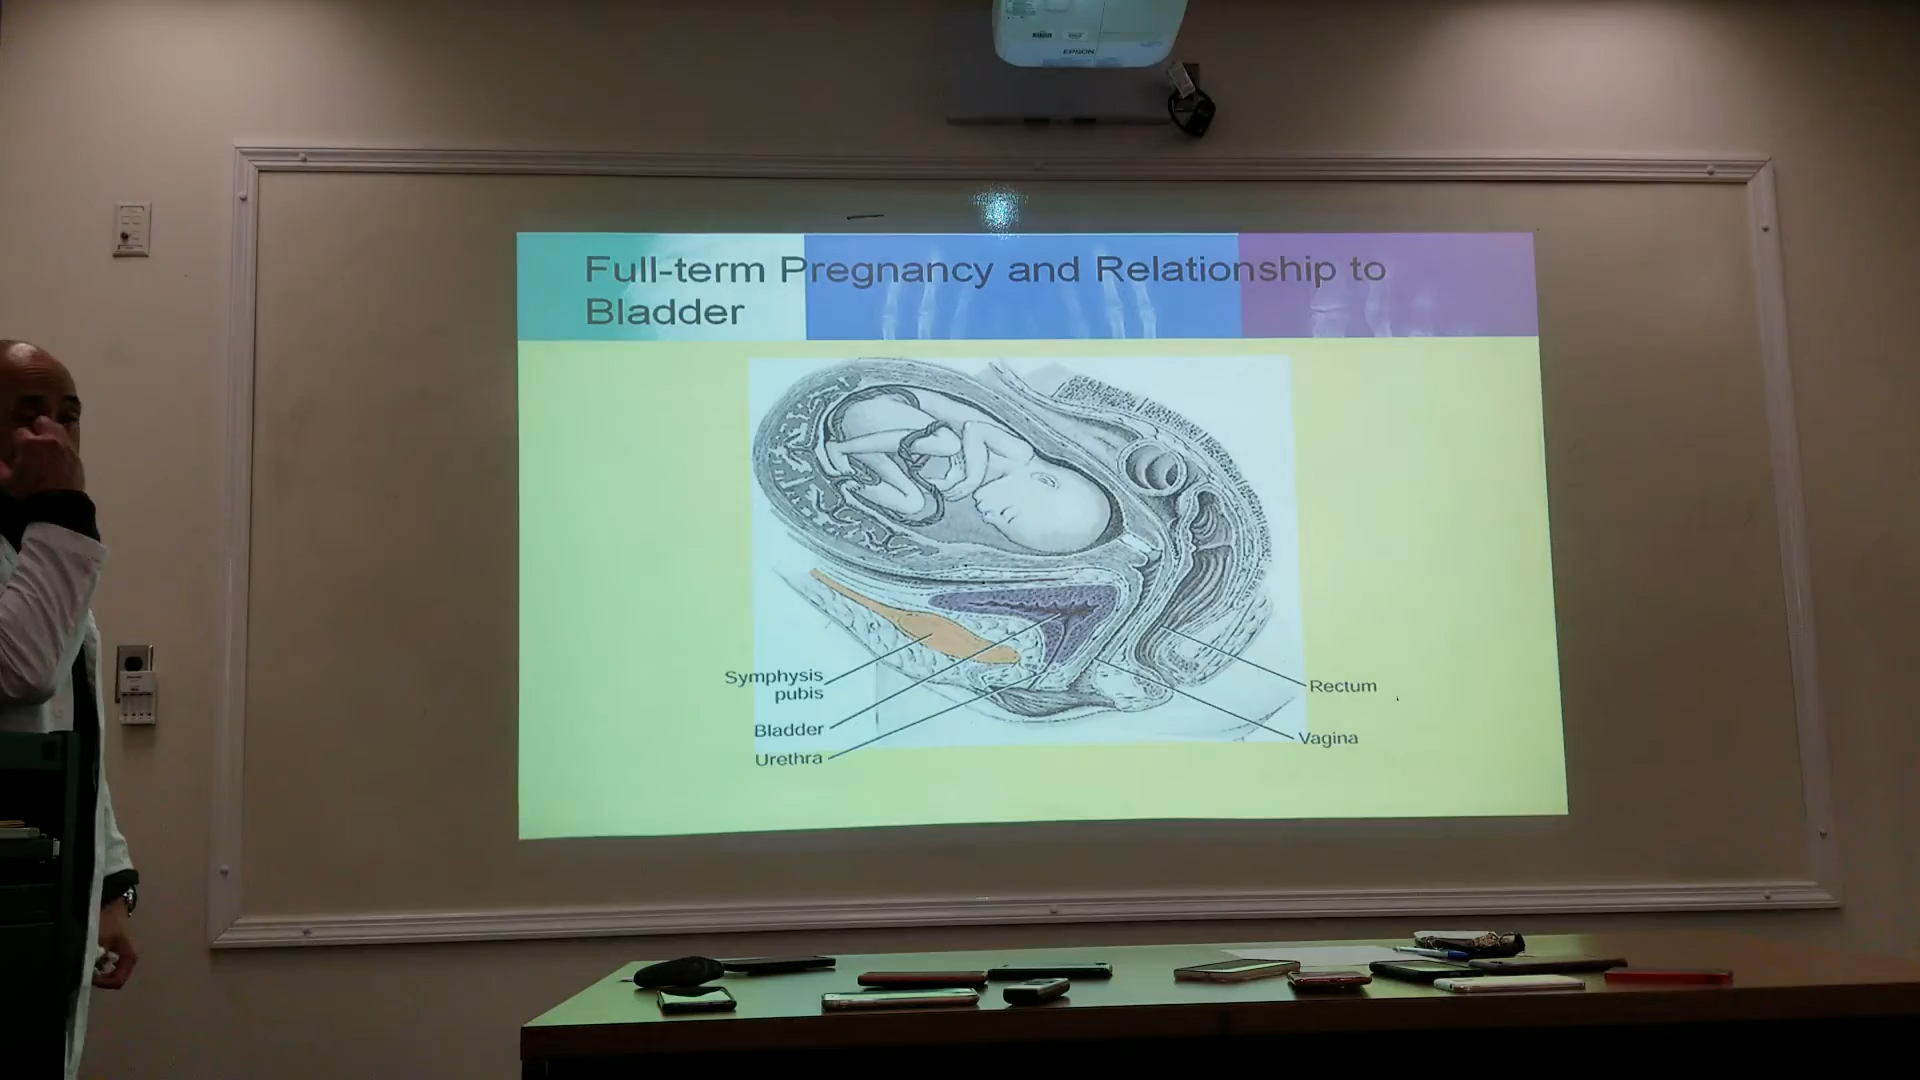 EPSON
Full-term Pregnancy and Relationship to
Bladder
Symphysis
pubis
Bladder
Urethra
Rectum
Vagina